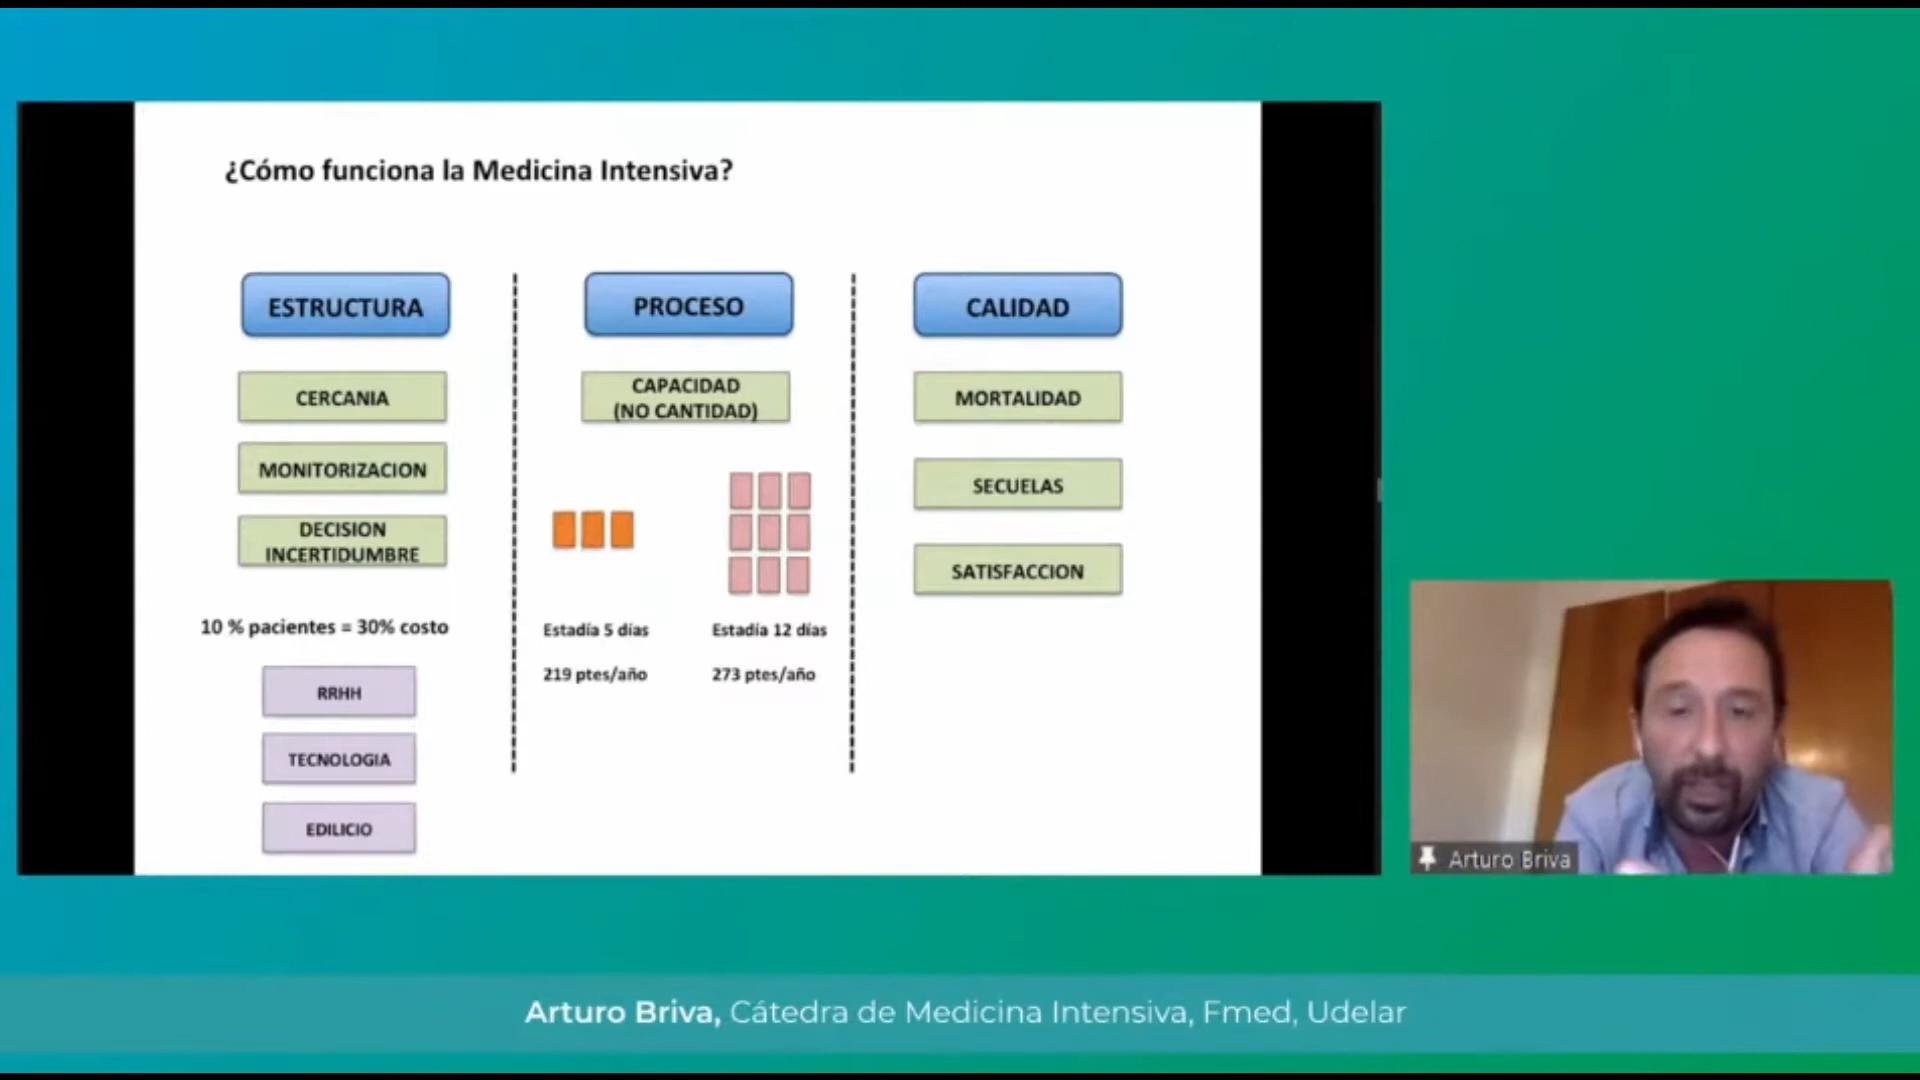 ¿Cómo funciona la Medicina Intensiva?
ESTRUCTURA
CERCANIA
MONITORIZACION
DECISION
INCERTIDUMBRE
10 % pacientes = 30% costo
RRHH
TECNOLOGIA
EDILICIO
PROCESO
CAPACIDAD
(NO CANTIDAD)
Estadía 5 días
219 ptes/año
Estadía 12 días
273 ptes/año
CALIDAD
MORTALIDAD
SECUELAS
SATISFACCION
Arturo Briva
Arturo Briva, Cátedra de Medicina Intensiva, Fmed, Udelar